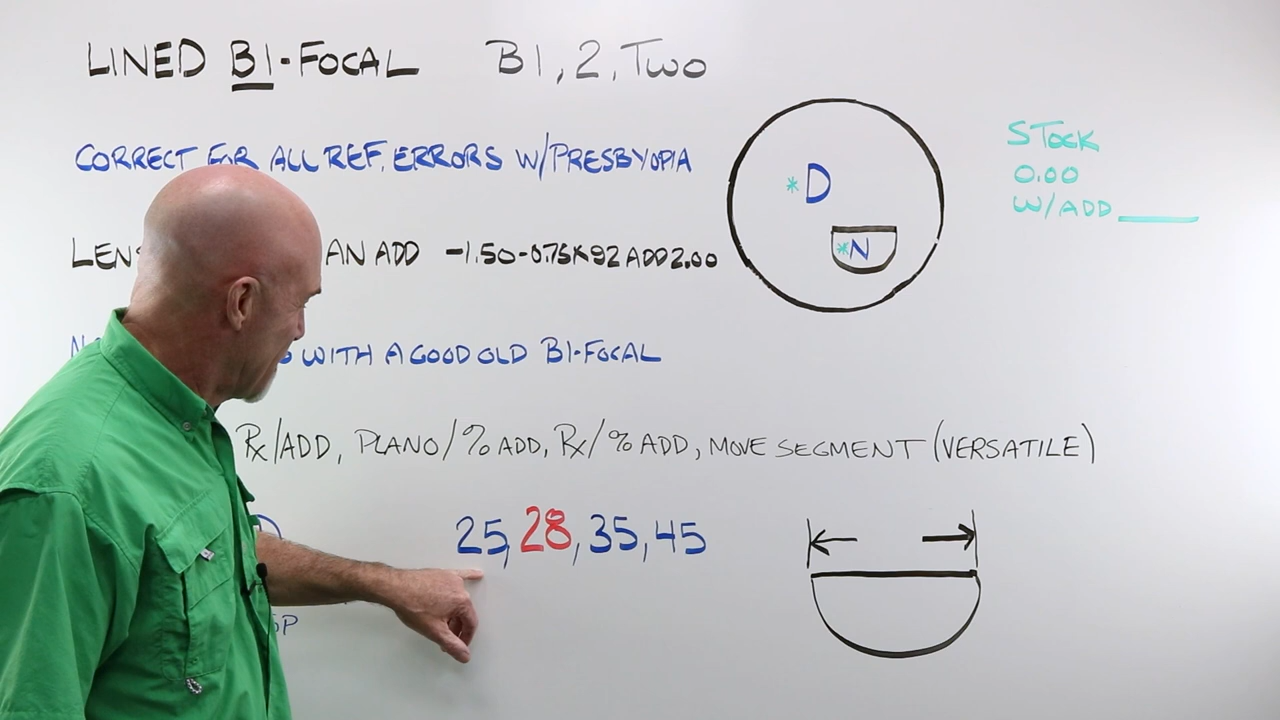 LINED BI-FOCAL BI, 2, TWO
CORRECT FOR ALL REF. ERRORS W/PRESBYOPIA
*D
STOCK
0.00
W/ADD ____
AN ADD -1.50-0.75X92 ADD 2.00
*N
WITH A GOOD OLD BI-FOCAL
Rx/ADD, PLANO/% ADD, Rx/% ADD, MOVE SEGMENT (VERSATILE)
25, 28, 35, 45